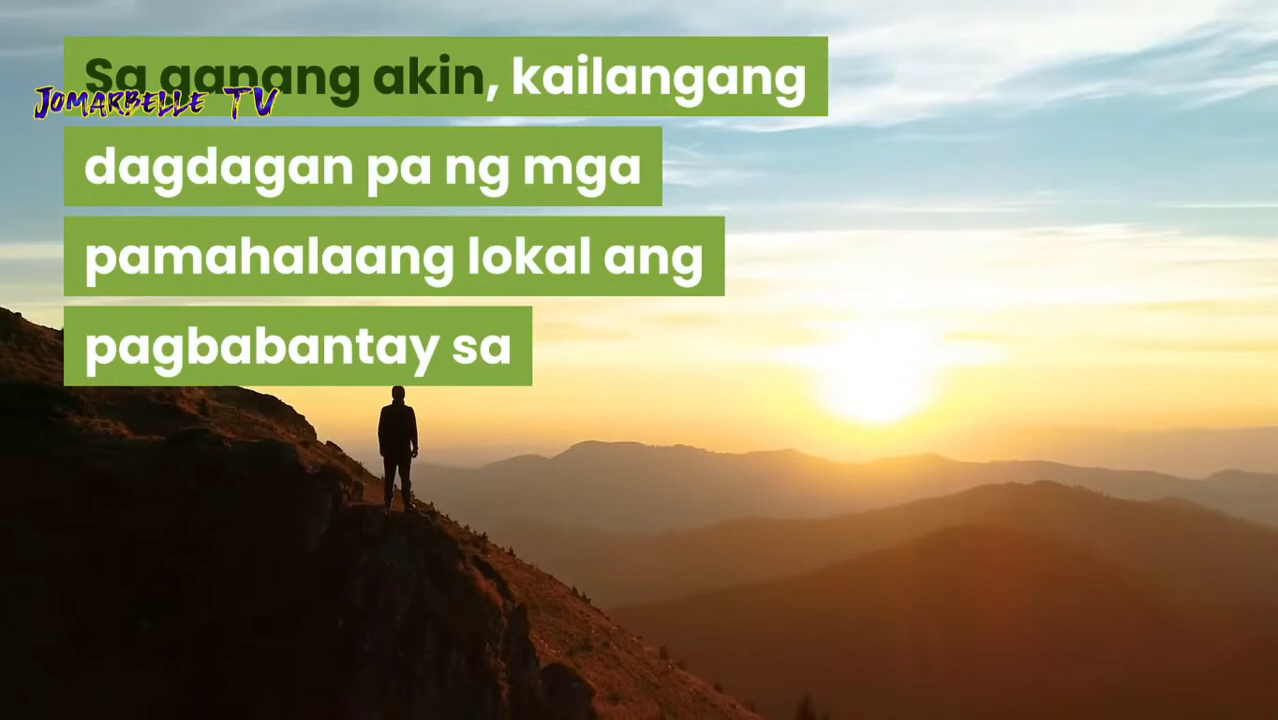 Sa ganang akin, kailangang
JOMARBELLE TV
dagdagan pa ng mga
pamahalaang lokal ang
pagbabantay sa